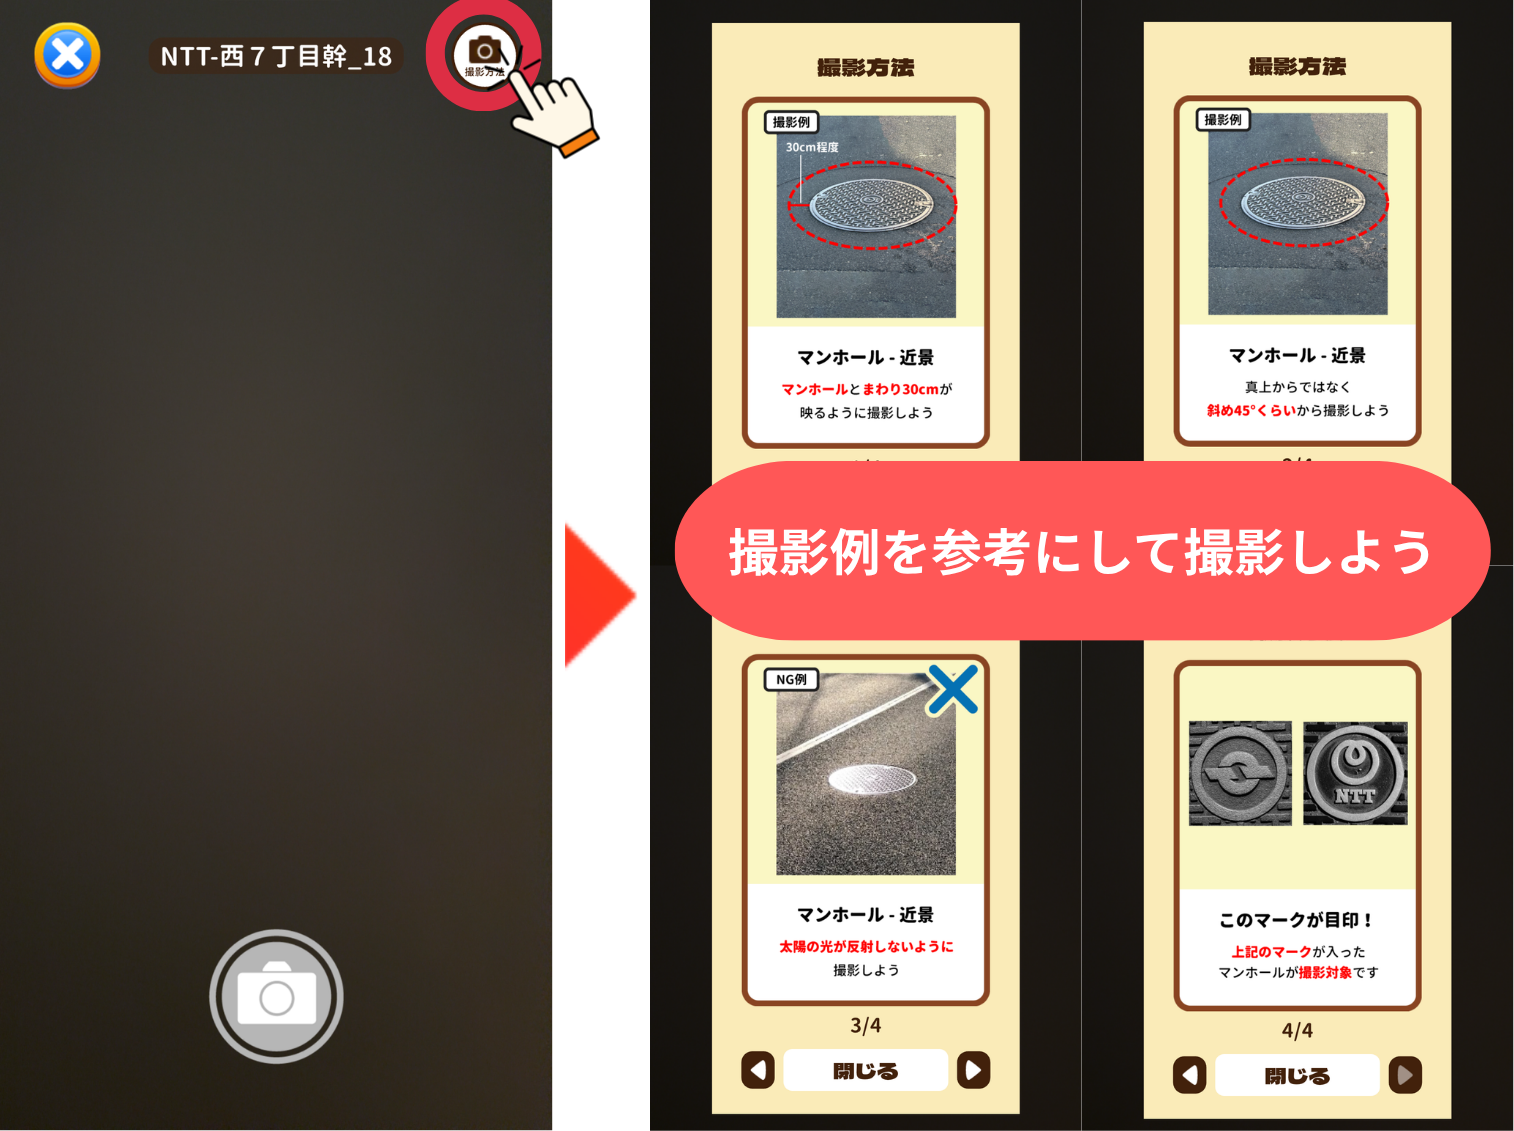 NTT-西７丁目幹_18
撮影方法
撮影方法
撮影例
30cm程度
マンホール - 近景
マンホールとまわり30cmが
映るように撮影しよう
撮影方法
撮影例
マンホール - 近景
真上からではなく
斜め45°くらいから撮影しよう
撮影例を参考にして撮影しよう
NG例
マンホール - 近景
太陽の光が反射しないように
撮影しよう
3/4
閉じる
NTT
このマークが目印！
上記のマークが入った
マンホールが撮影対象です
4/4
閉じる